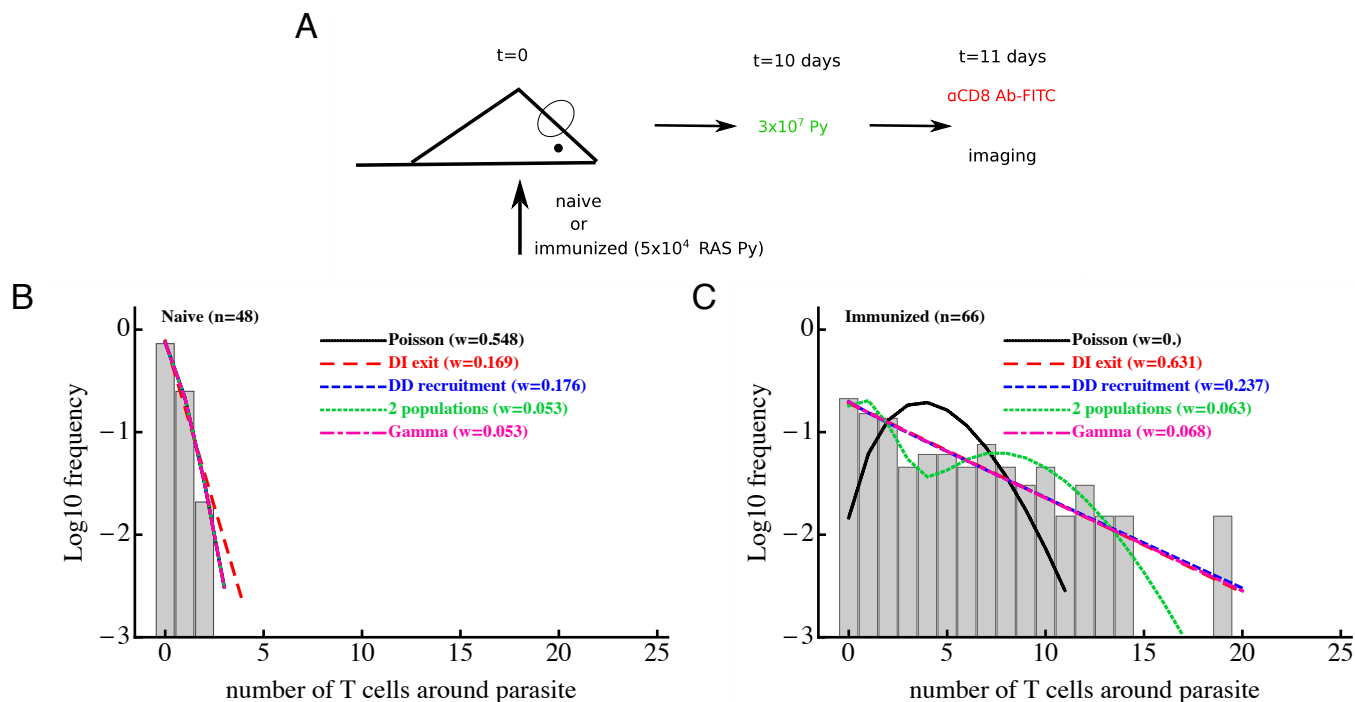 A
t=0
t=10 days
t=11 days
αCD8 Ab-FITC
3x10⁷ Py
imaging
naive
or
immunized (5x10⁴ RAS Py)
B
Naive (n=48)
Poisson (w=0.548)
DI exit (w=0.169)
DD recruitment (w=0.176)
2 populations (w=0.053)
Gamma (w=0.053)
Log10 frequency
0
−1
−2
−3
0 5 10 15 20 25
number of T cells around parasite
C
Immunized (n=66)
Poisson (w=0.)
DI exit (w=0.631)
DD recruitment (w=0.237)
2 populations (w=0.063)
Gamma (w=0.068)
Log10 frequency
0
−1
−2
−3
0 5 10 15 20 25
number of T cells around parasite